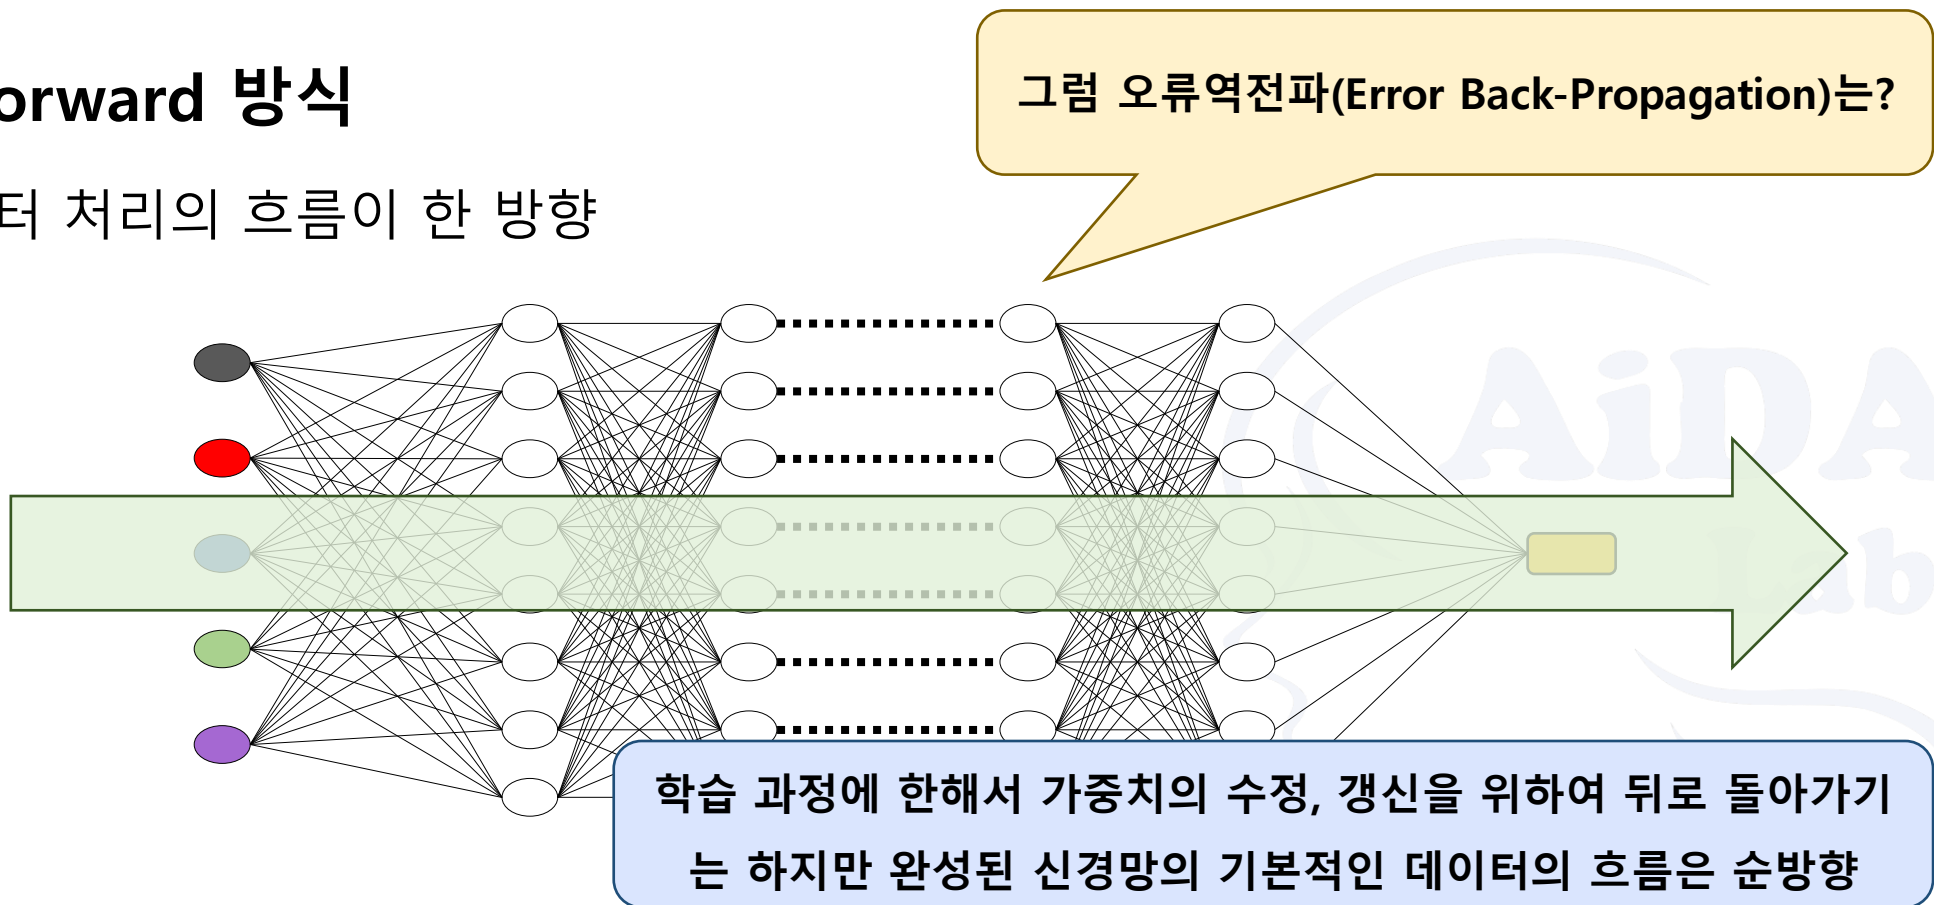 orward 방식
그럼 오류역전파(Error Back-Propagation)는?
터 처리의 흐름이 한 방향
AiDA
Lab
학습 과정에 한해서 가중치의 수정, 갱신을 위하여 뒤로 돌아가기
는 하지만 완성된 신경망의 기본적인 데이터의 흐름은 순방향